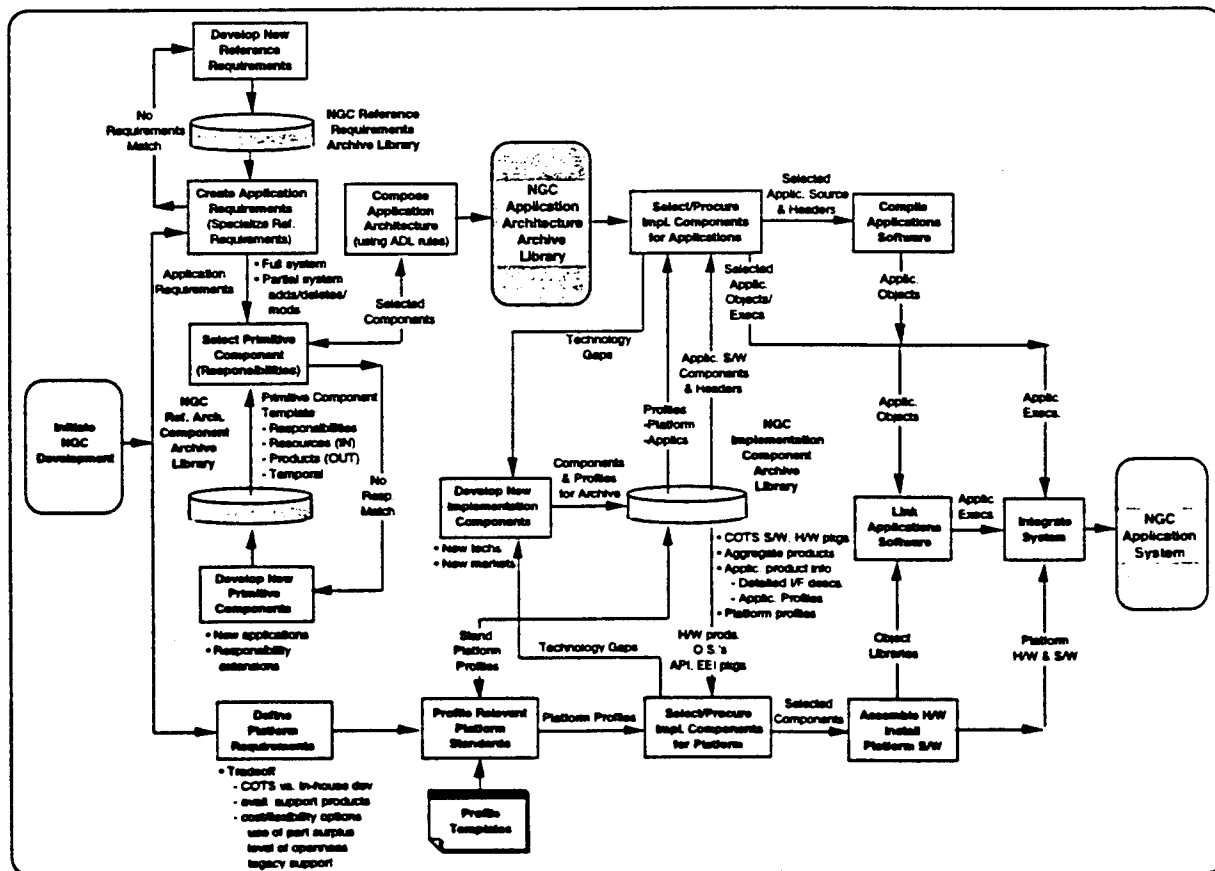 Develop New
Reference
Requirements
No
Requirements
Match
NGC Reference
Requirements
Archive Library
Create Application
Requirements
(Specialize Ref.
Requirements)
Compose
Application
Architecture
(using ADL rules)
NGC
Application
Architecture
Archive
Library
Select/Procure
Impl. Components
for Applications
Selected
Applic. Source
& Headers
Compile
Applications
Software
Application
Requirements
• Full system
• Partial system
adds/deletes/
mods
Selected
Components
Selected
Applic.
Objects/
Execs
Applic.
Objects
Technology
Gaps
Applic. S/W
Components
& Headers
Select Primitive
Component
(Responsibilities)
Initiate
NGC
Development
NGC
Ref. Arch.
Component
Archive
Library
Primitive Component
Template
- Responsibilities
- Resources (IN)
- Products (OUT)
- Temporal
No
Resp.
Match
Profiles
-Platform
-Applics
NGC
Implementation
Component
Archive
Library
Applic.
Objects
Applic
Execs.
Develop New
Implementation
Components
Components
& Profiles
for Archive
• New techs
• New markets
Link
Applications
Software
Applic
Execs
Integrate
System
NGC
Application
System
• COTS S/W, H/W pkgs
• Aggregate products
• Applic. product info
- Detailed I/F descs.
- Applic. Profiles
• Platform profiles
Develop New
Primitive
Components
• New applications
• Responsibility
extensions
Stand
Platform
Profiles
Technology Gaps
H/W prods.
O.S.'s
API, EEI pkgs
Object
Libraries
Platform
H/W & S/W
Define
Platform
Requirements
Profile Relevant
Platform
Standards
Platform Profiles
Select/Procure
Impl. Components
for Platform
Selected
Components
Assemble H/W
Install
Platform S/W
• Tradeoff
- COTS vs. in-house dev
- avail. support products
- cost/flexibility options
use of part surplus
level of openness
legacy support
Profile
Templates